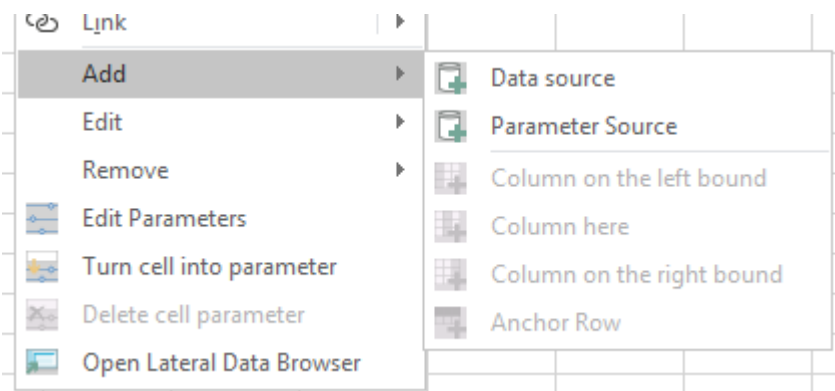 Link
Add
Edit
Remove
Edit Parameters
Turn cell into parameter
Delete cell parameter
Open Lateral Data Browser
Data source
Parameter Source
Column on the left bound
Column here
Column on the right bound
Anchor Row